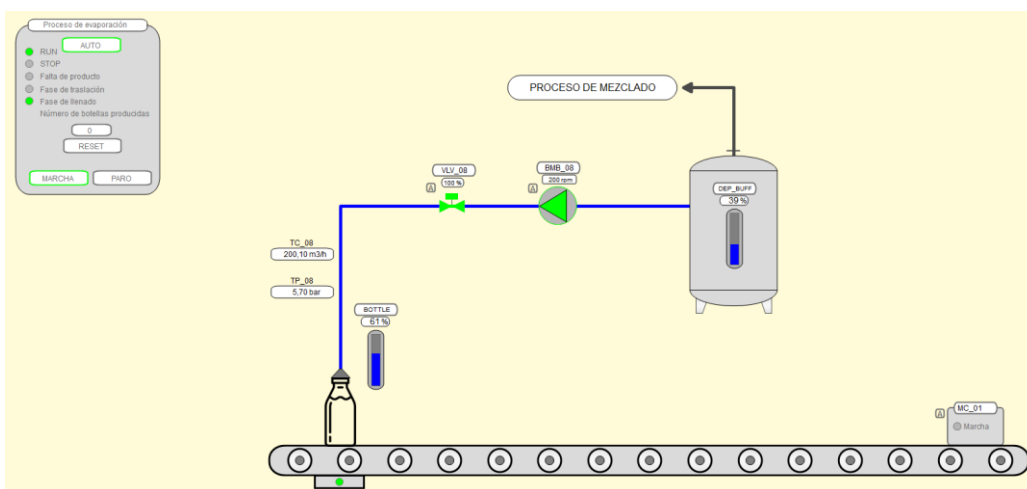 Proceso de evaporación
AUTO
RUN
STOP
Falta de producto
Fase de traslación
Fase de llenado
Número de botellas producidas
0
RESET
MARCHA
PARO
PROCESO DE MEZCLADO
VLV_08
A
100 %
BMB_08
A
200 rpm
DEP_BUFF
39 %
TC_08
200,10 m3/h
TP_08
5,70 bar
BOTTLE
61 %
A
MC_01
Marcha